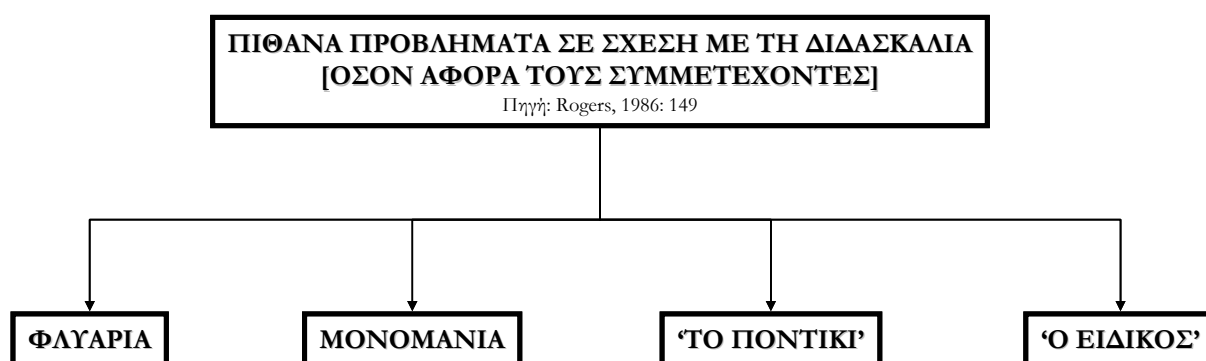 ΠΙΘΑΝΑ ΠΡΟΒΛΗΜΑΤΑ ΣΕ ΣΧΕΣΗ ΜΕ ΤΗ ΔΙΔΑΣΚΑΛΙΑ
[ΟΣΟΝ ΑΦΟΡΑ ΤΟΥΣ ΣΥΜΜΕΤΕΧΟΝΤΕΣ]
Πηγή: Rogers, 1986: 149
ΦΛΥΑΡΙΑ
ΜΟΝΟΜΑΝΙΑ
‘ΤΟ ΠΟΝΤΙΚΙ’
‘Ο ΕΙΔΙΚΟΣ’